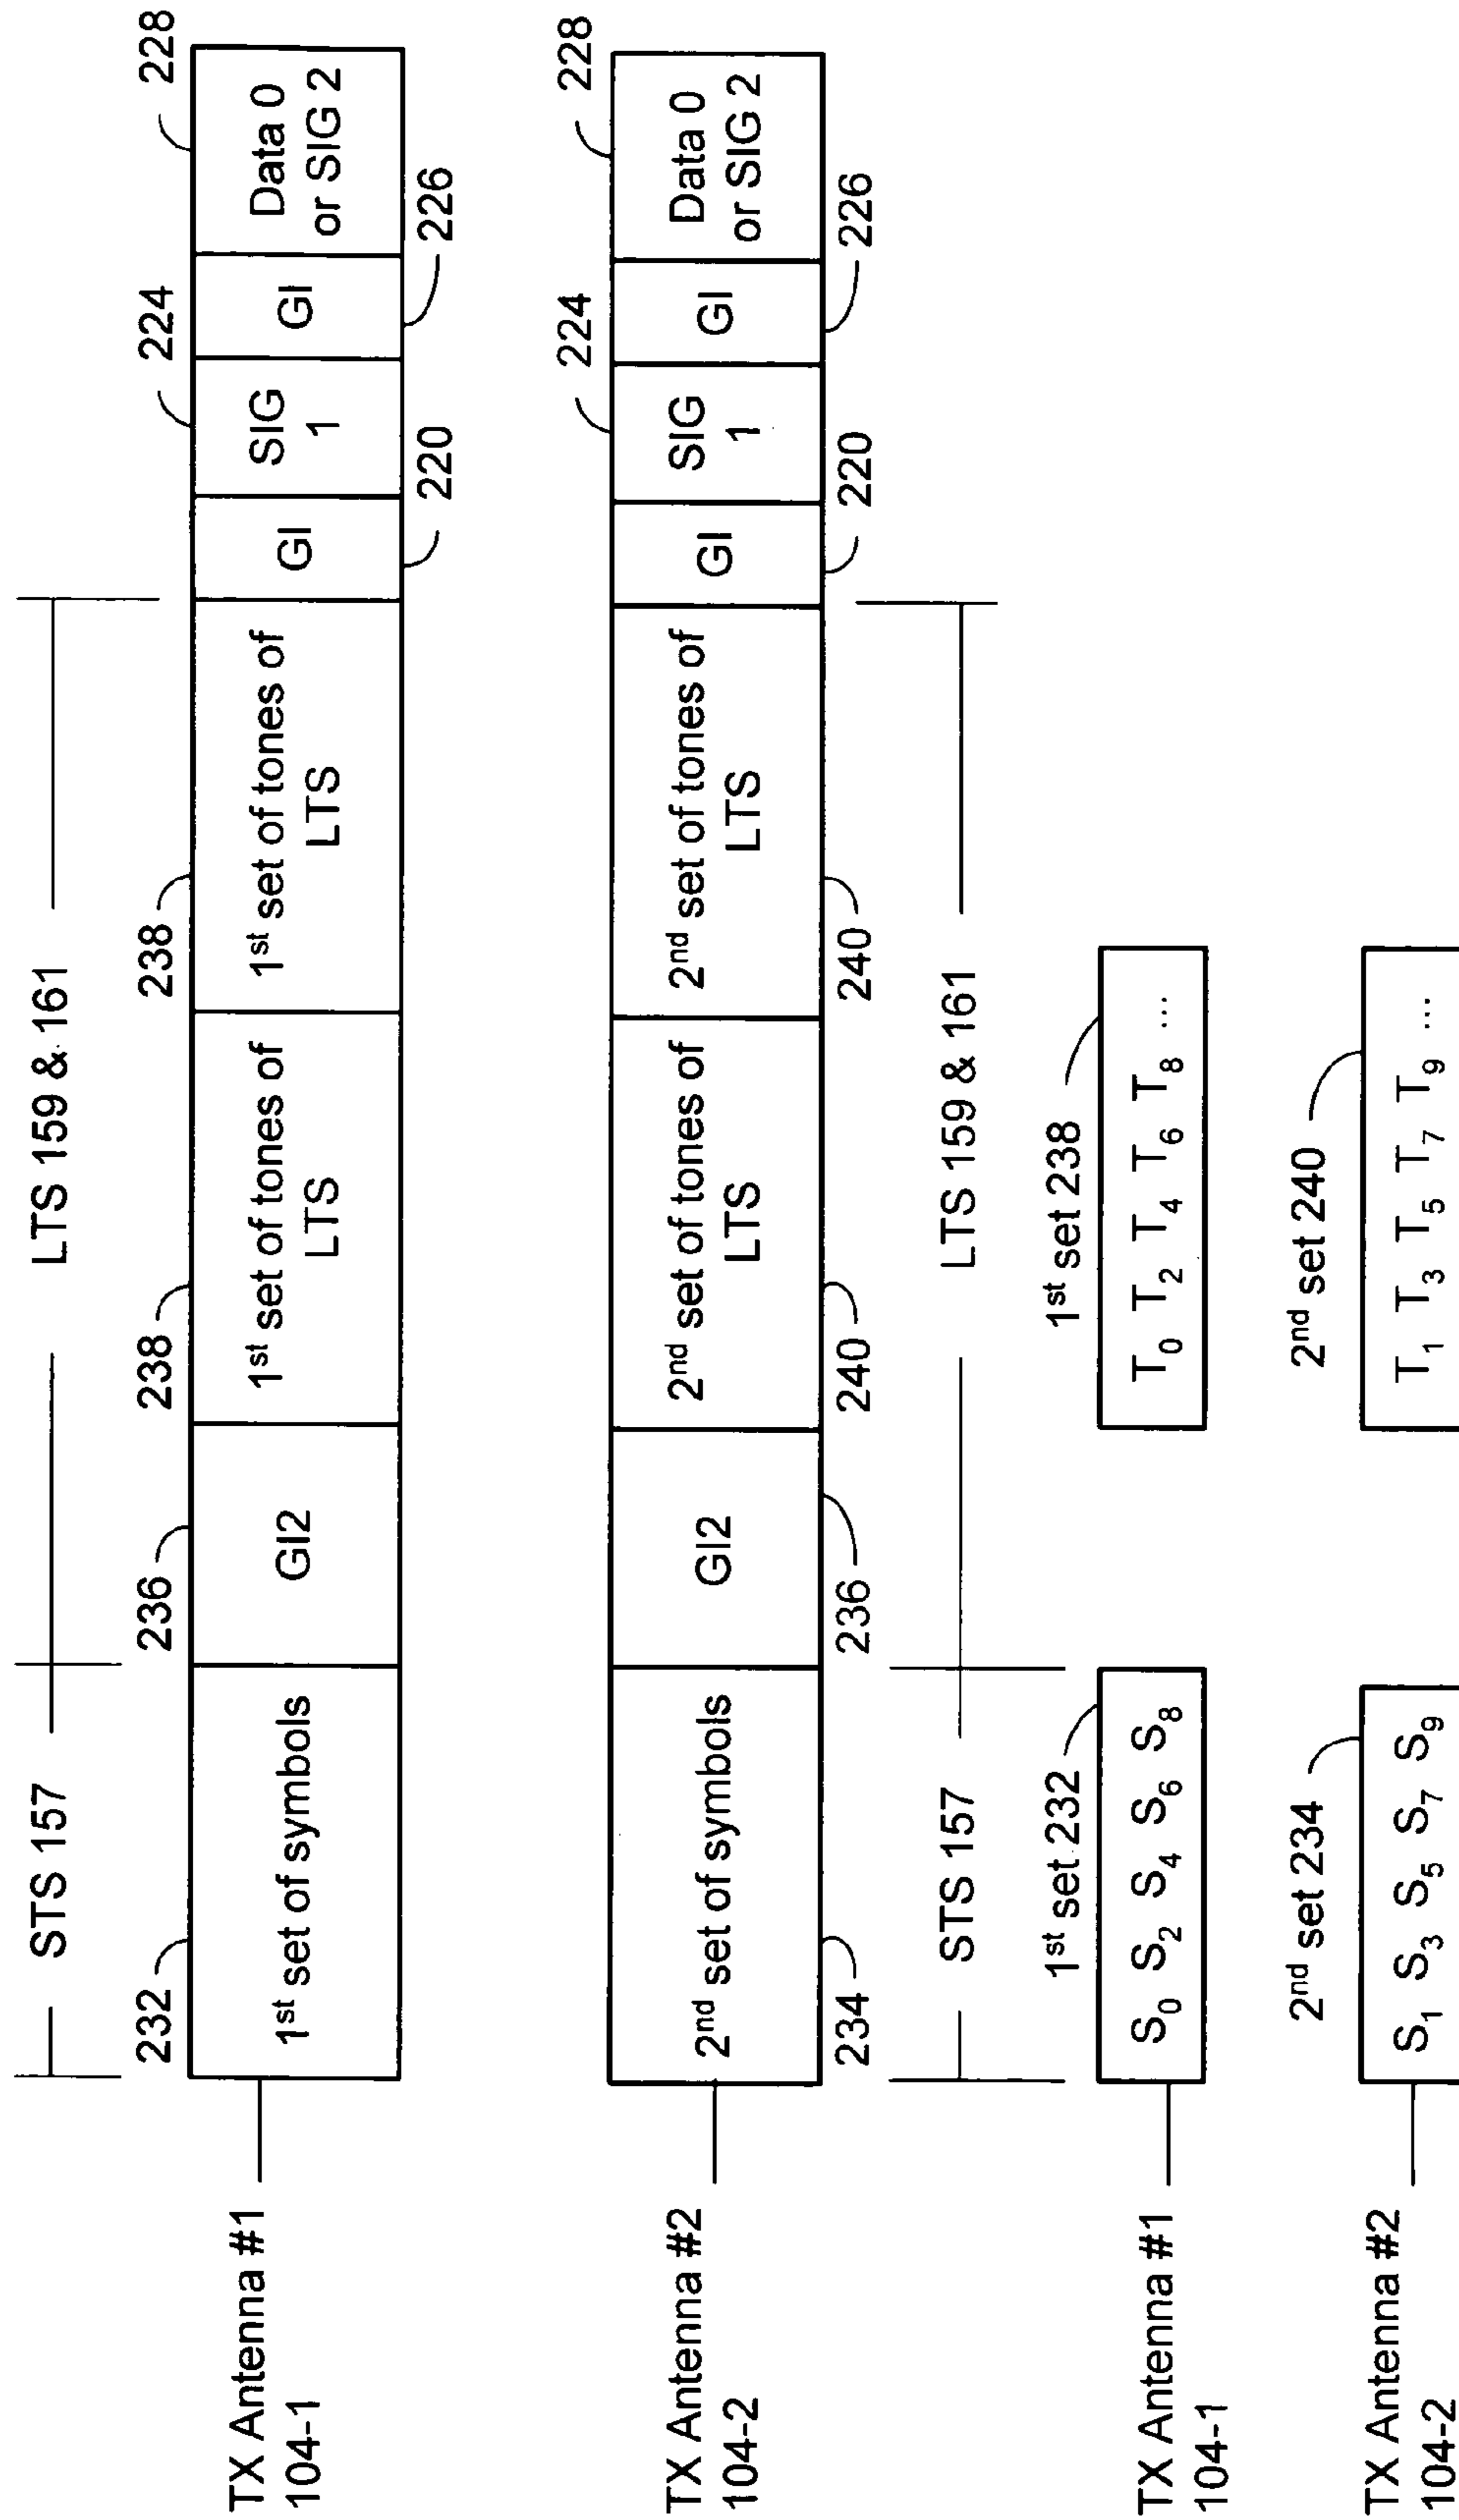 STS 157
LTS 159 & 161
232
236
238
238
224
228
TX Antenna #1
104-1
1st set of symbols
GI2
1st set of tones of
LTS
1st set of tones of
LTS
GI
SIG
1
GI
Data 0
or SIG 2
220
226
224
228
TX Antenna #2
104-2
2nd set of symbols
GI2
2nd set of tones of
LTS
2nd set of tones of
LTS
GI
SIG
1
GI
Data 0
or SIG 2
234
236
240
240
220
226
STS 157
LTS 159 & 161
1st set 232
1st set 238
TX Antenna #1
104-1
S0 S2 S4 S6 S8
T0 T2 T4 T6 T8 ...
2nd set 234
2nd set 240
TX Antenna #2
104-2
S1 S3 S5 S7 S9
T1 T3 T5 T7 T9 ...